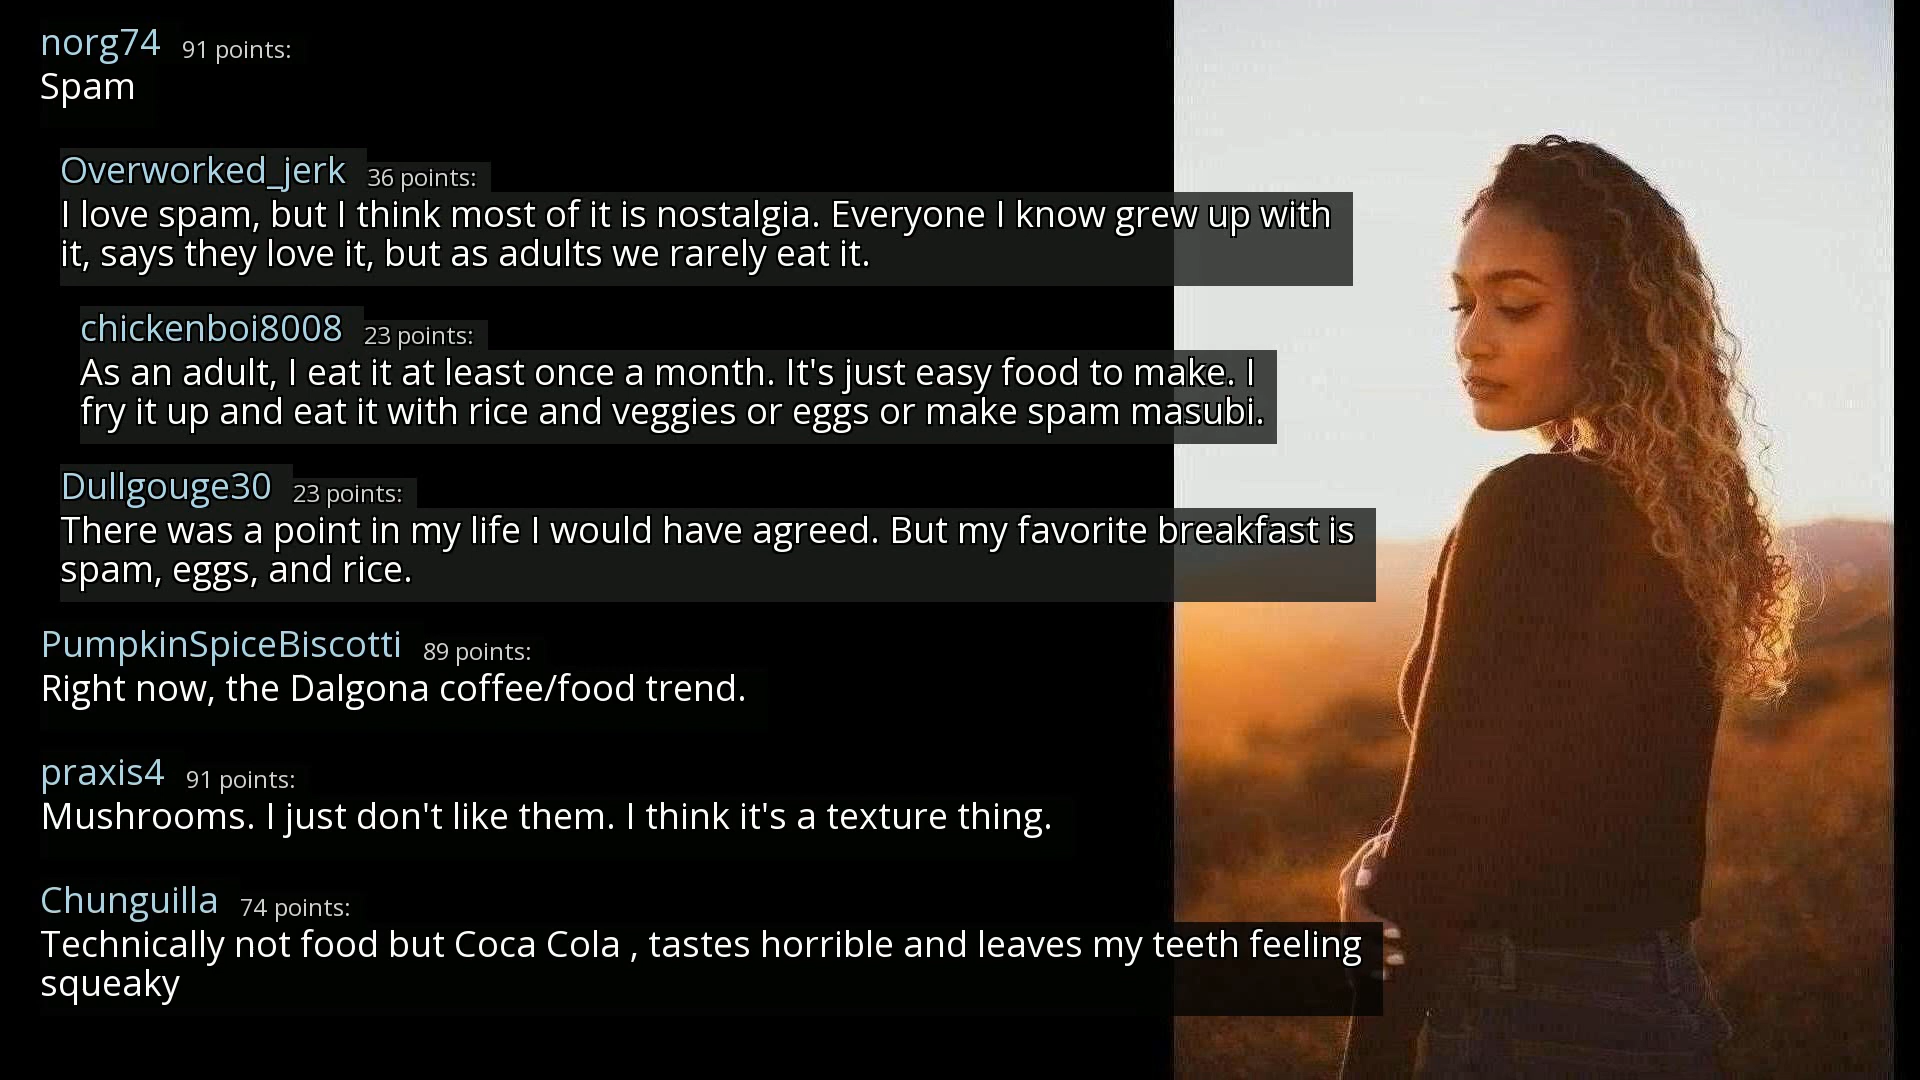 norg74 91 points:
Spam
Overworked_jerk 36 points:
I love spam, but I think most of it is nostalgia. Everyone I know grew up with
it, says they love it, but as adults we rarely eat it.
chickenboi8008 23 points:
As an adult, I eat it at least once a month. It's just easy food to make. I
fry it up and eat it with rice and veggies or eggs or make spam masubi.
Dullgouge30 23 points:
There was a point in my life I would have agreed. But my favorite breakfast is
spam, eggs, and rice.
PumpkinSpiceBiscotti 89 points:
Right now, the Dalgona coffee/food trend.
praxis4 91 points:
Mushrooms. I just don't like them. I think it's a texture thing.
Chunguilla 74 points:
Technically not food but Coca Cola , tastes horrible and leaves my teeth feeling
squeaky